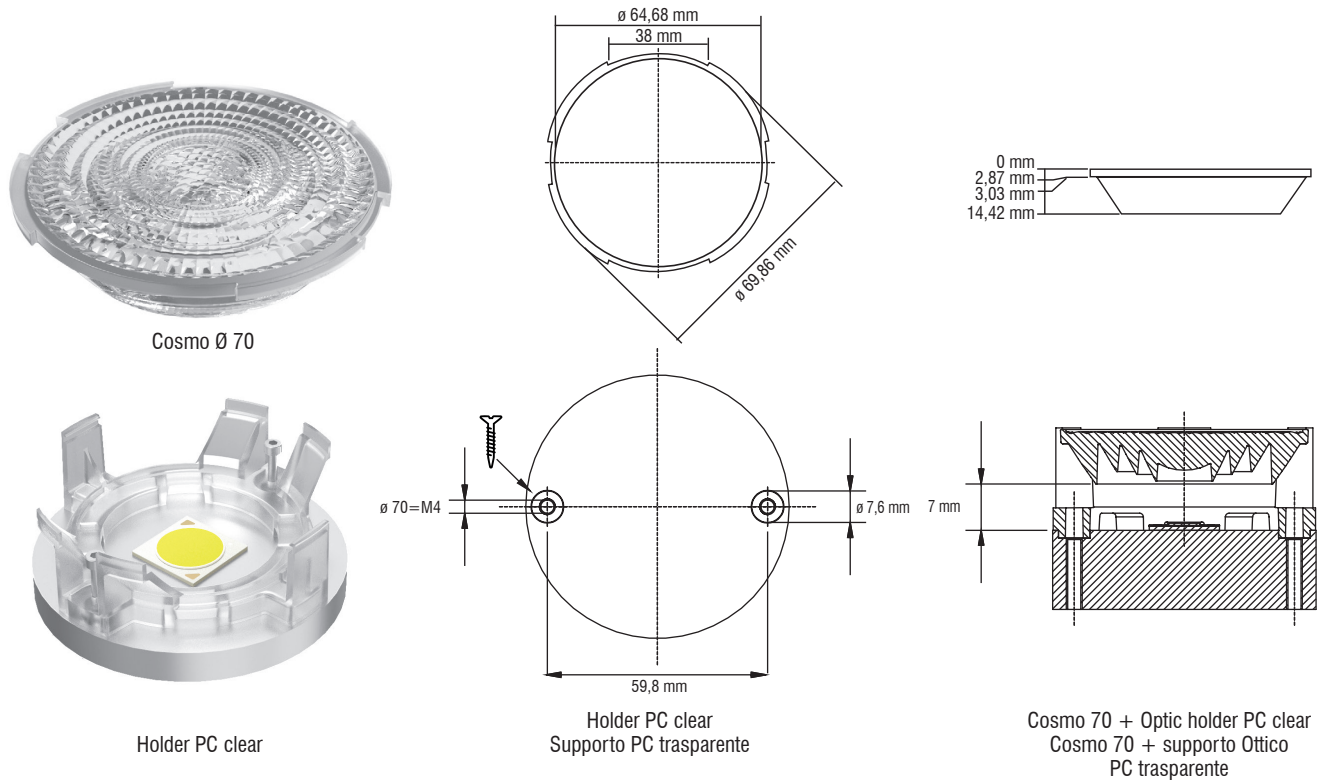 ø 64,68 mm
38 mm
ø 69,86 mm
0 mm
2,87 mm
3,03 mm
14,42 mm
Cosmo Ø 70
ø 70=M4
ø 7,6 mm
7 mm
59,8 mm
Holder PC clear
Holder PC clear
Supporto PC trasparente
Cosmo 70 + Optic holder PC clear
Cosmo 70 + supporto Ottico
PC trasparente